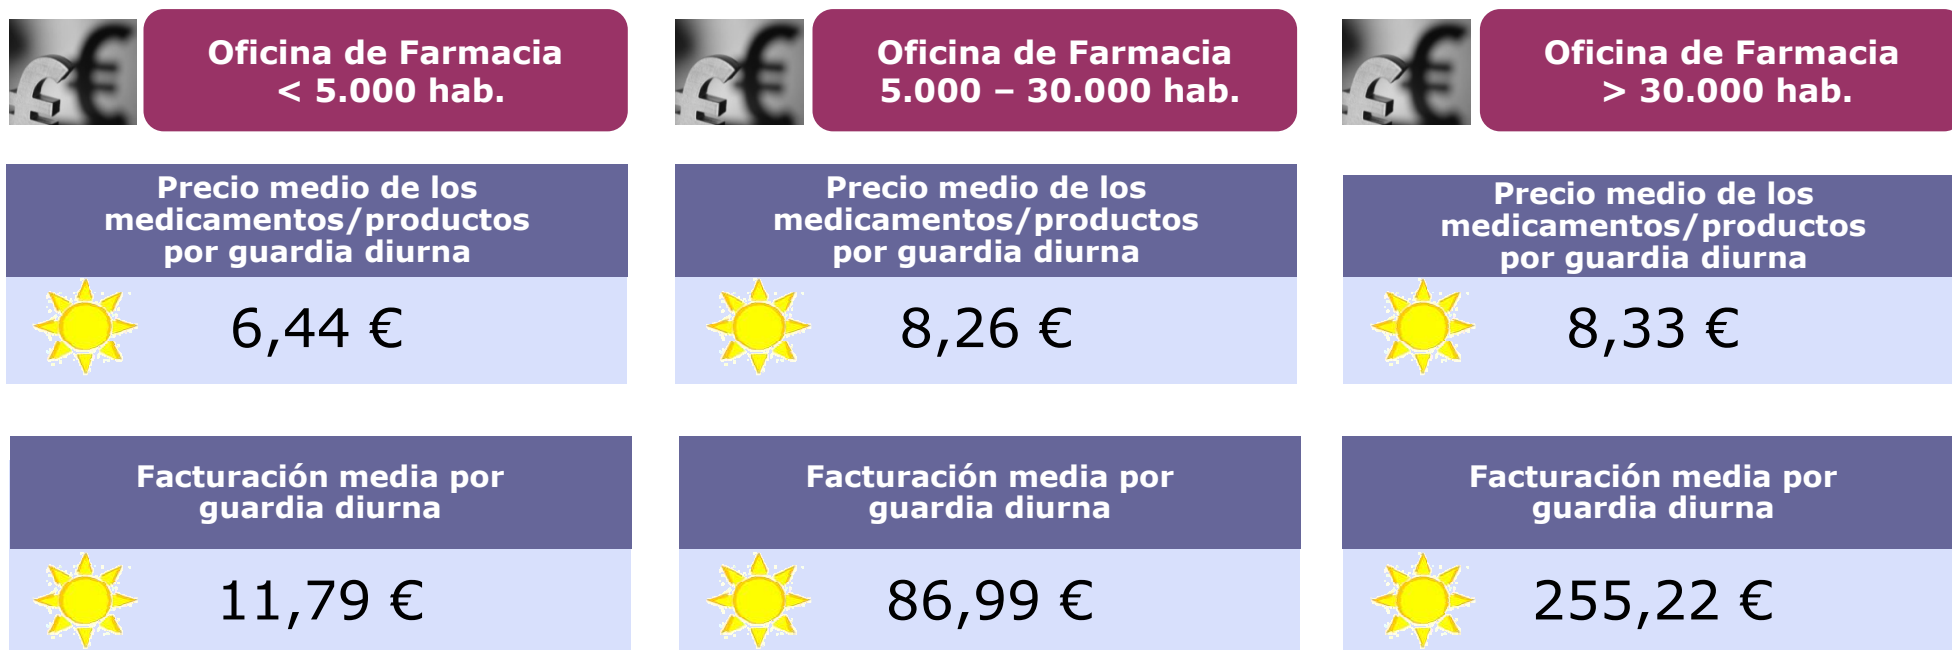 Oficina de Farmacia
< 5.000 hab.
Oficina de Farmacia
5.000 – 30.000 hab.
Oficina de Farmacia
> 30.000 hab.
Precio medio de los
medicamentos/productos
por guardia diurna
6,44 €
Precio medio de los
medicamentos/productos
por guardia diurna
8,26 €
Precio medio de los
medicamentos/productos
por guardia diurna
8,33 €
Facturación media por
guardia diurna
11,79 €
Facturación media por
guardia diurna
86,99 €
Facturación media por
guardia diurna
255,22 €